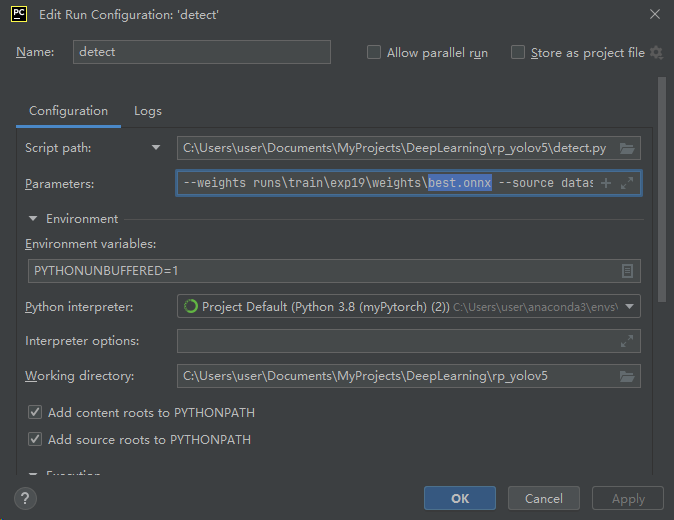 PC Edit Run Configuration: 'detect'
Name: detect Allow parallel run Store as project file
Configuration Logs
Script path: C:\Users\user\Documents\MyProjects\DeepLearning\rp_yolov5\detect.py
Parameters: --weights runs\train\exp19\weights\best.onnx --source datas
Environment
Environment variables:
PYTHONUNBUFFERED=1
Python interpreter: Project Default (Python 3.8 (myPytorch) (2)) C:\Users\user\anaconda3\envs\
Interpreter options:
Working directory: C:\Users\user\Documents\MyProjects\DeepLearning\rp_yolov5
Add content roots to PYTHONPATH
Add source roots to PYTHONPATH
Execution
? OK Cancel Apply